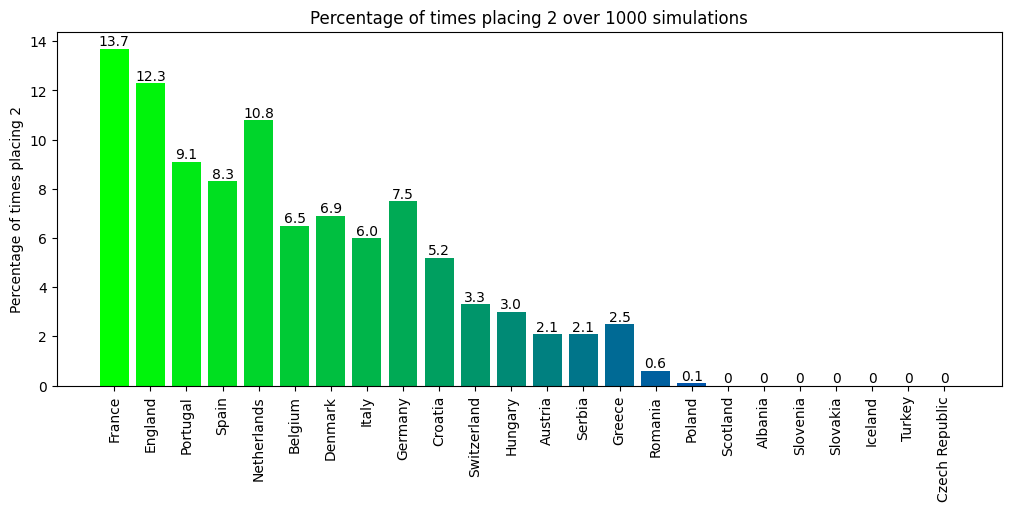 Percentage of times placing 2 over 1000 simulations
Percentage of times placing 2
14
12
10
8
6
4
2
0
13.7
12.3
9.1
8.3
10.8
6.5
6.9
6.0
7.5
5.2
3.3
3.0
2.1
2.1
2.5
0.6
0.1
0
0
0
0
0
0
0
France
England
Portugal
Spain
Netherlands
Belgium
Denmark
Italy
Germany
Croatia
Switzerland
Hungary
Austria
Serbia
Greece
Romania
Poland
Scotland
Albania
Slovenia
Slovakia
Iceland
Turkey
Czech Republic